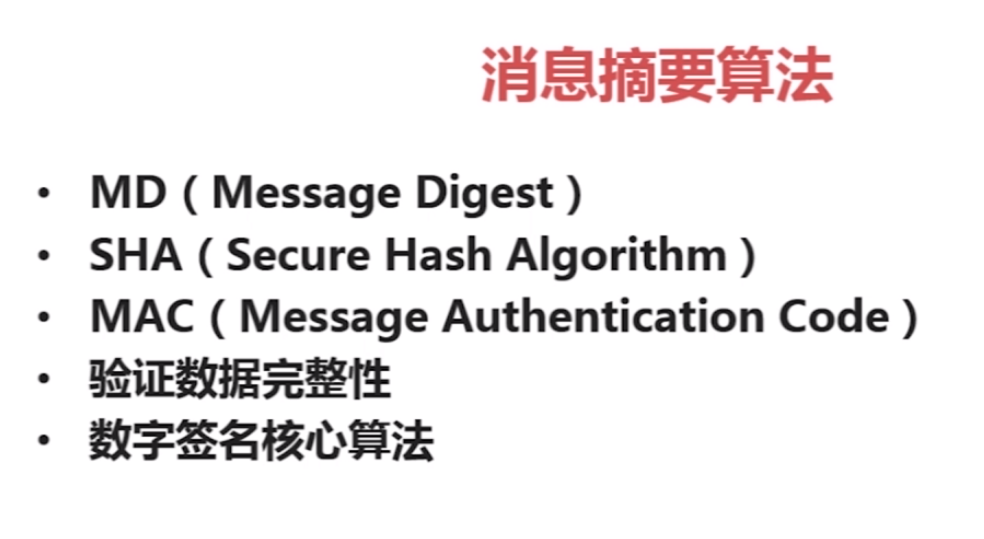 消息摘要算法
• MD（Message Digest）
• SHA（Secure Hash Algorithm）
• MAC（Message Authentication Code）
• 验证数据完整性
• 数字签名核心算法